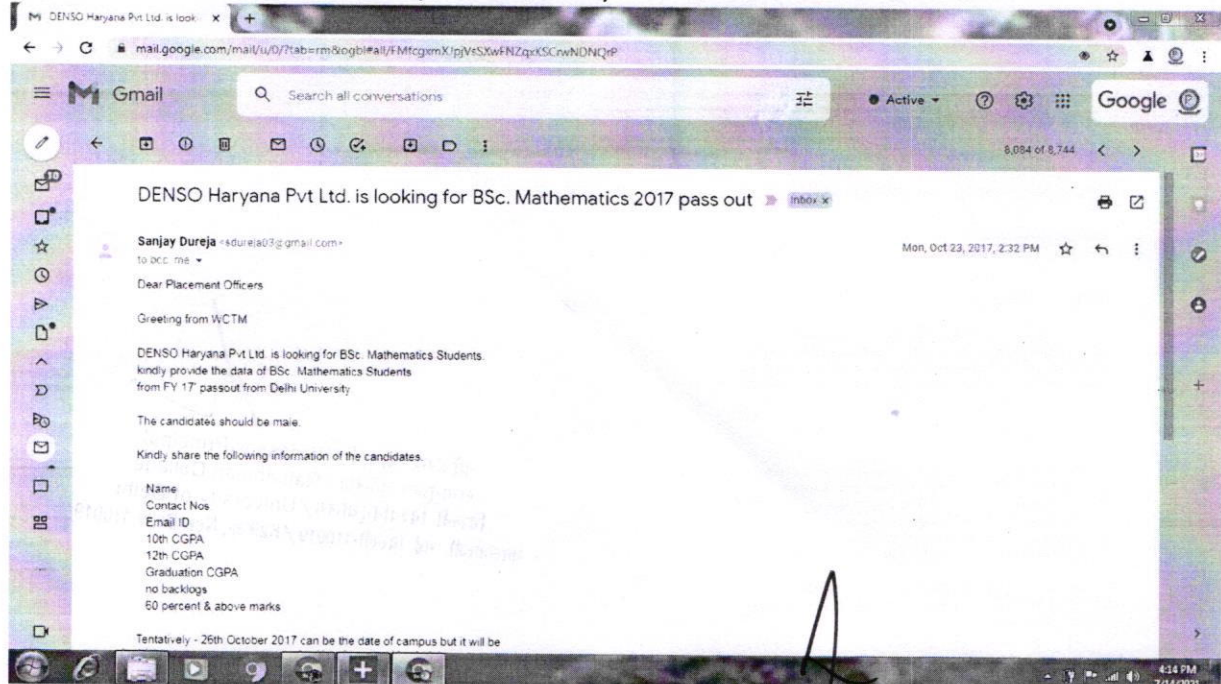 DENSO Haryana Pvt Ltd. is look
mail.google.com/mail/u/0/?tab=rm&ogbl#all/
Gmail
Search all conversations
Active
Google
8,084 of 8,744
10
DENSO Haryana Pvt Ltd. is looking for BSc. Mathematics 2017 pass out
Inbox x
Sanjay Dureja <sdureja03@gmail.com>
Mon, Oct 23, 2017, 2:32 PM
to bcc: me
Dear Placement Officers
Greeting from WCTM
DENSO Haryana Pvt Ltd. is looking for BSc. Mathematics Students.
kindly provide the data of BSc. Mathematics Students
from FY 17' passout from Delhi University
The candidates should be male.
Kindly share the following information of the candidates.
Name
Contact Nos
Email ID
10th CGPA
12th CGPA
Graduation CGPA
no backlogs
60 percent & above marks
Tentatively - 26th October 2017 can be the date of campus but it will be
4:14 PM
7/14/2021